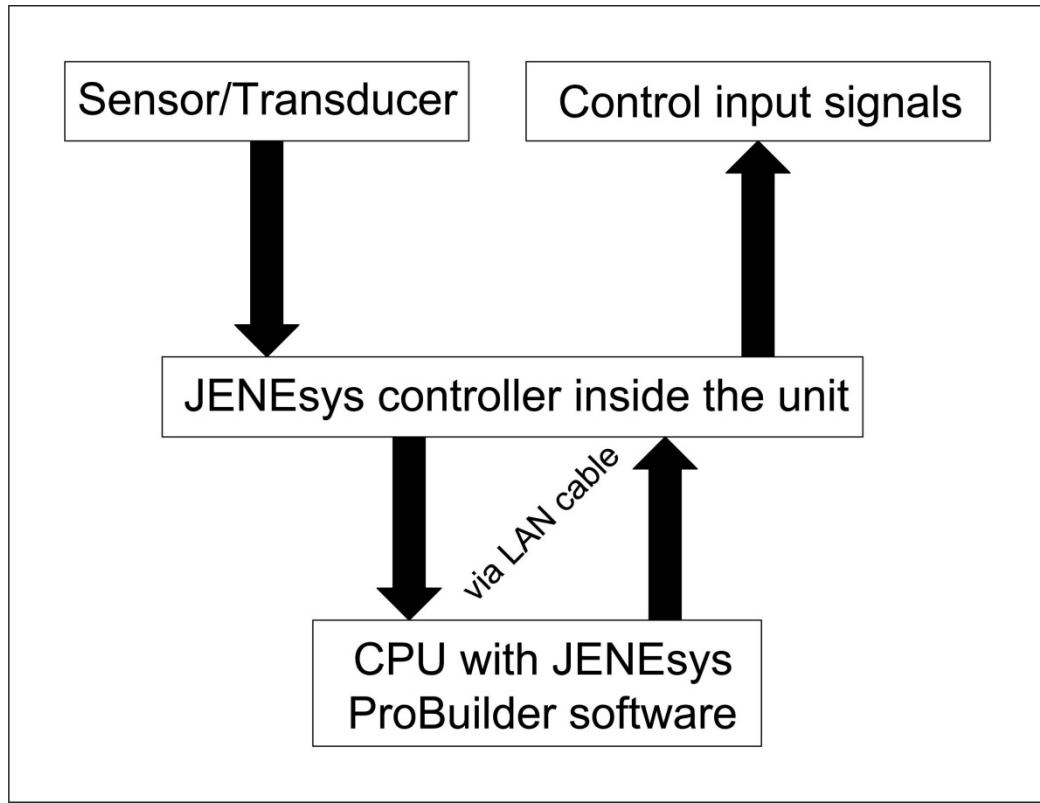 Sensor/Transducer
Control input signals
JENEsys controller inside the unit
via LAN cable
CPU with JENEsys
ProBuilder software